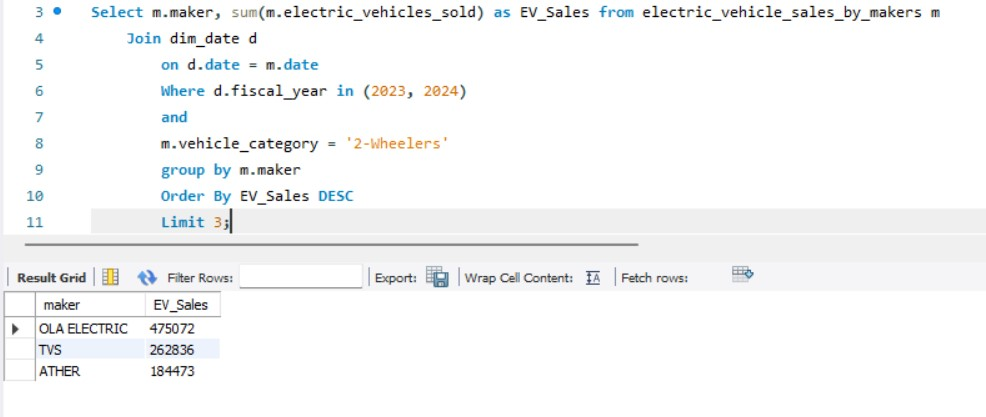 3 Select m.maker, sum(m.electric_vehicles_sold) as EV_Sales from electric_vehicle_sales_by_makers m
4 Join dim_date d
5 on d.date = m.date
6 Where d.fiscal_year in (2023, 2024)
7 and
8 m.vehicle_category = '2-Wheelers'
9 group by m.maker
10 Order By EV_Sales DESC
11 Limit 3;
Result Grid Filter Rows: Export: Wrap Cell Content: IA Fetch rows:
maker EV_Sales
OLA ELECTRIC 475072
TVS 262836
ATHER 184473